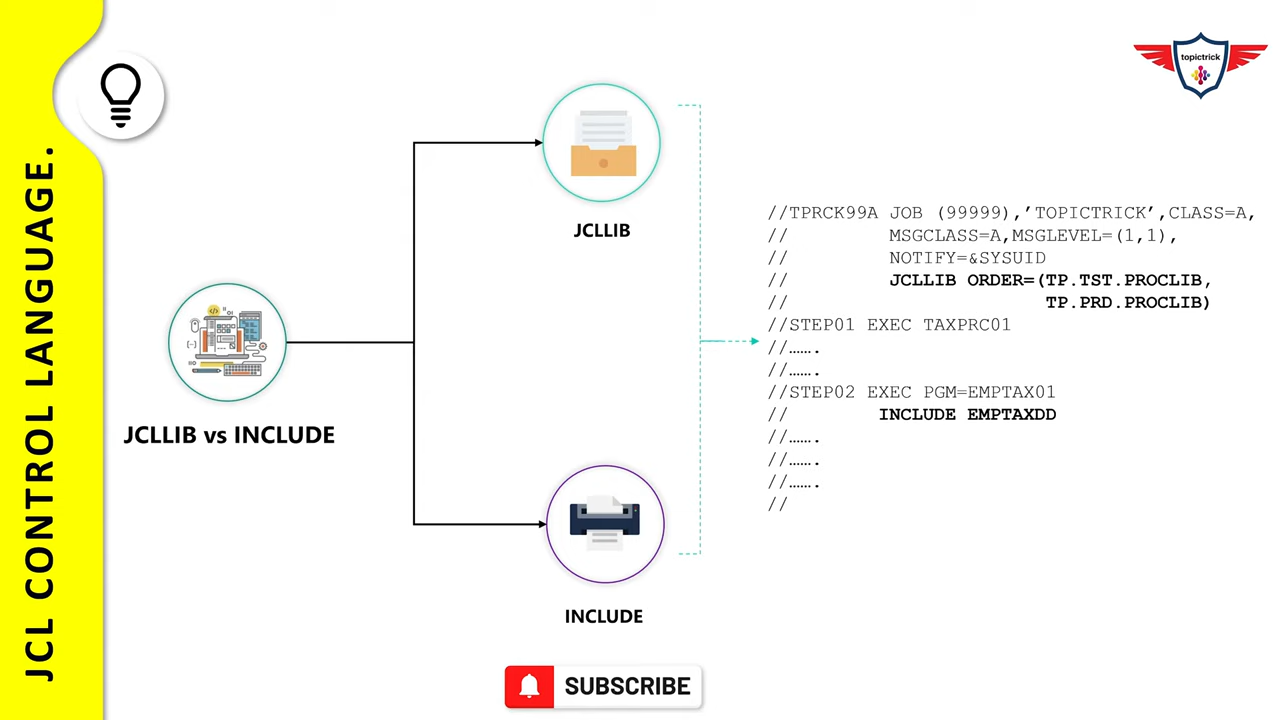 JCL CONTROL LANGUAGE.
topictrick
JCLLIB
JCLLIB vs INCLUDE
INCLUDE
//TPRCK99A JOB (99999),’TOPICTRICK’,CLASS=A,
// MSGCLASS=A,MSGLEVEL=(1,1),
// NOTIFY=&SYSUID
// JCLLIB ORDER=(TP.TST.PROCLIB,
// TP.PRD.PROCLIB)
//STEP01 EXEC TAXPRC01
//…….
//…….
//STEP02 EXEC PGM=EMPTAX01
// INCLUDE EMPTAXDD
//…….
//…….
//…….
//
SUBSCRIBE